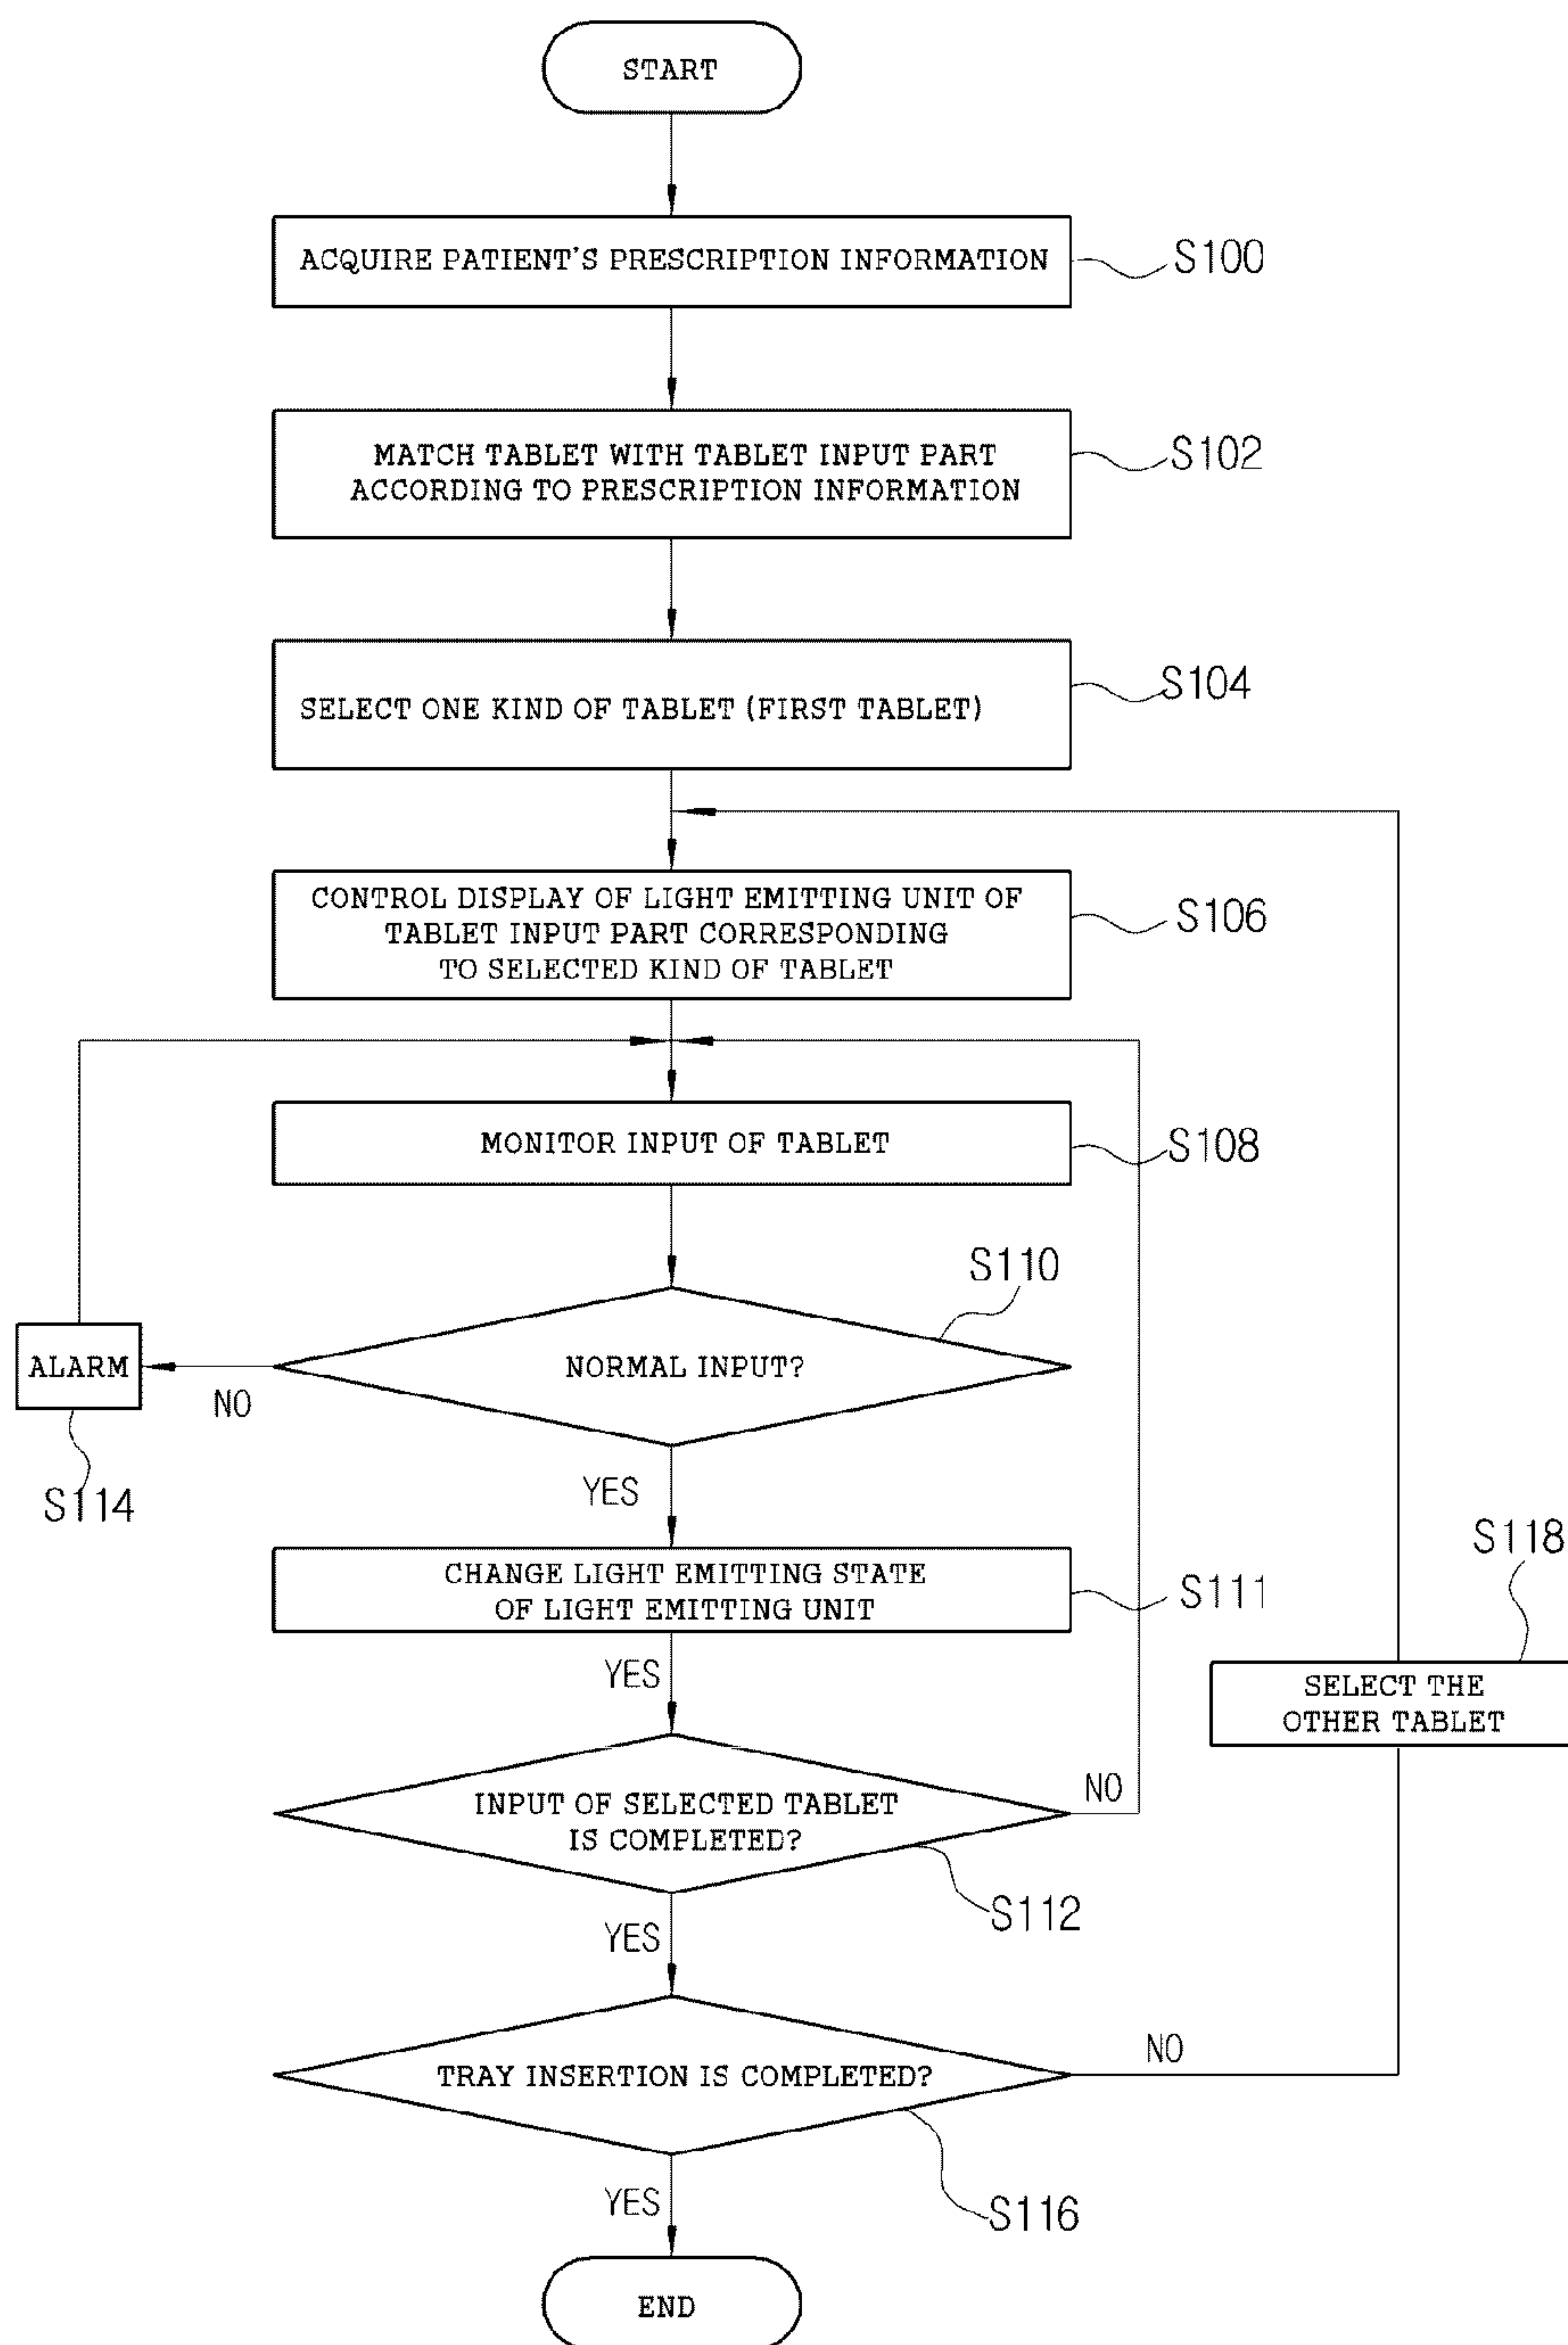 START
ACQUIRE PATIENT'S PRESCRIPTION INFORMATION
S100
MATCH TABLET WITH TABLET INPUT PART
ACCORDING TO PRESCRIPTION INFORMATION
S102
SELECT ONE KIND OF TABLET (FIRST TABLET)
S104
CONTROL DISPLAY OF LIGHT EMITTING UNIT OF
TABLET INPUT PART CORRESPONDING
TO SELECTED KIND OF TABLET
S106
MONITOR INPUT OF TABLET
S108
S110
NORMAL INPUT?
ALARM
NO
S114
YES
CHANGE LIGHT EMITTING STATE
OF LIGHT EMITTING UNIT
S111
S118
SELECT THE
OTHER TABLET
YES
INPUT OF SELECTED TABLET
IS COMPLETED?
NO
S112
YES
TRAY INSERTION IS COMPLETED?
NO
S116
YES
END